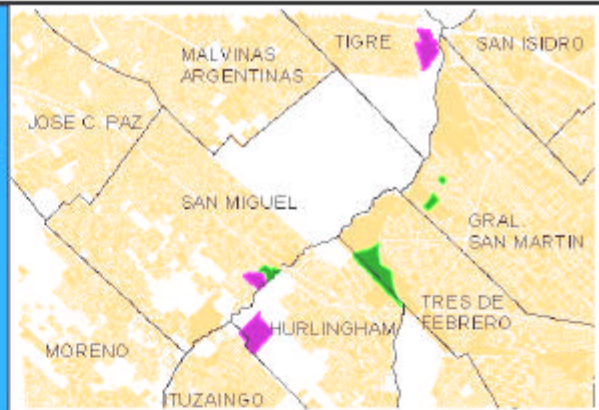 TIGRE
SAN ISIDRO
MALVINAS
ARGENTINAS
JOSE C. PAZ
SAN MIGUEL
GRAL.
SAN MARTIN
TRES DE
FEBRERO
HURLINGHAM
MORENO
ITUZAINGO